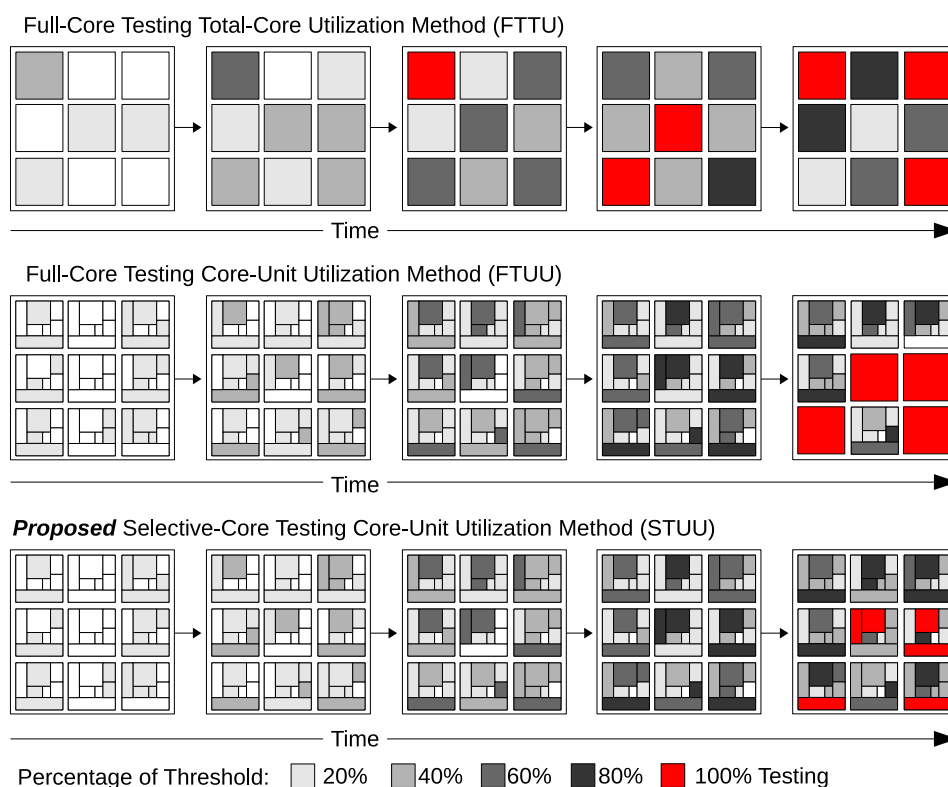 Full-Core Testing Total-Core Utilization Method (FTTU)
Time
Full-Core Testing Core-Unit Utilization Method (FTUU)
Time
Proposed Selective-Core Testing Core-Unit Utilization Method (STUU)
Time
Percentage of Threshold: 20% 40% 60% 80% 100% Testing